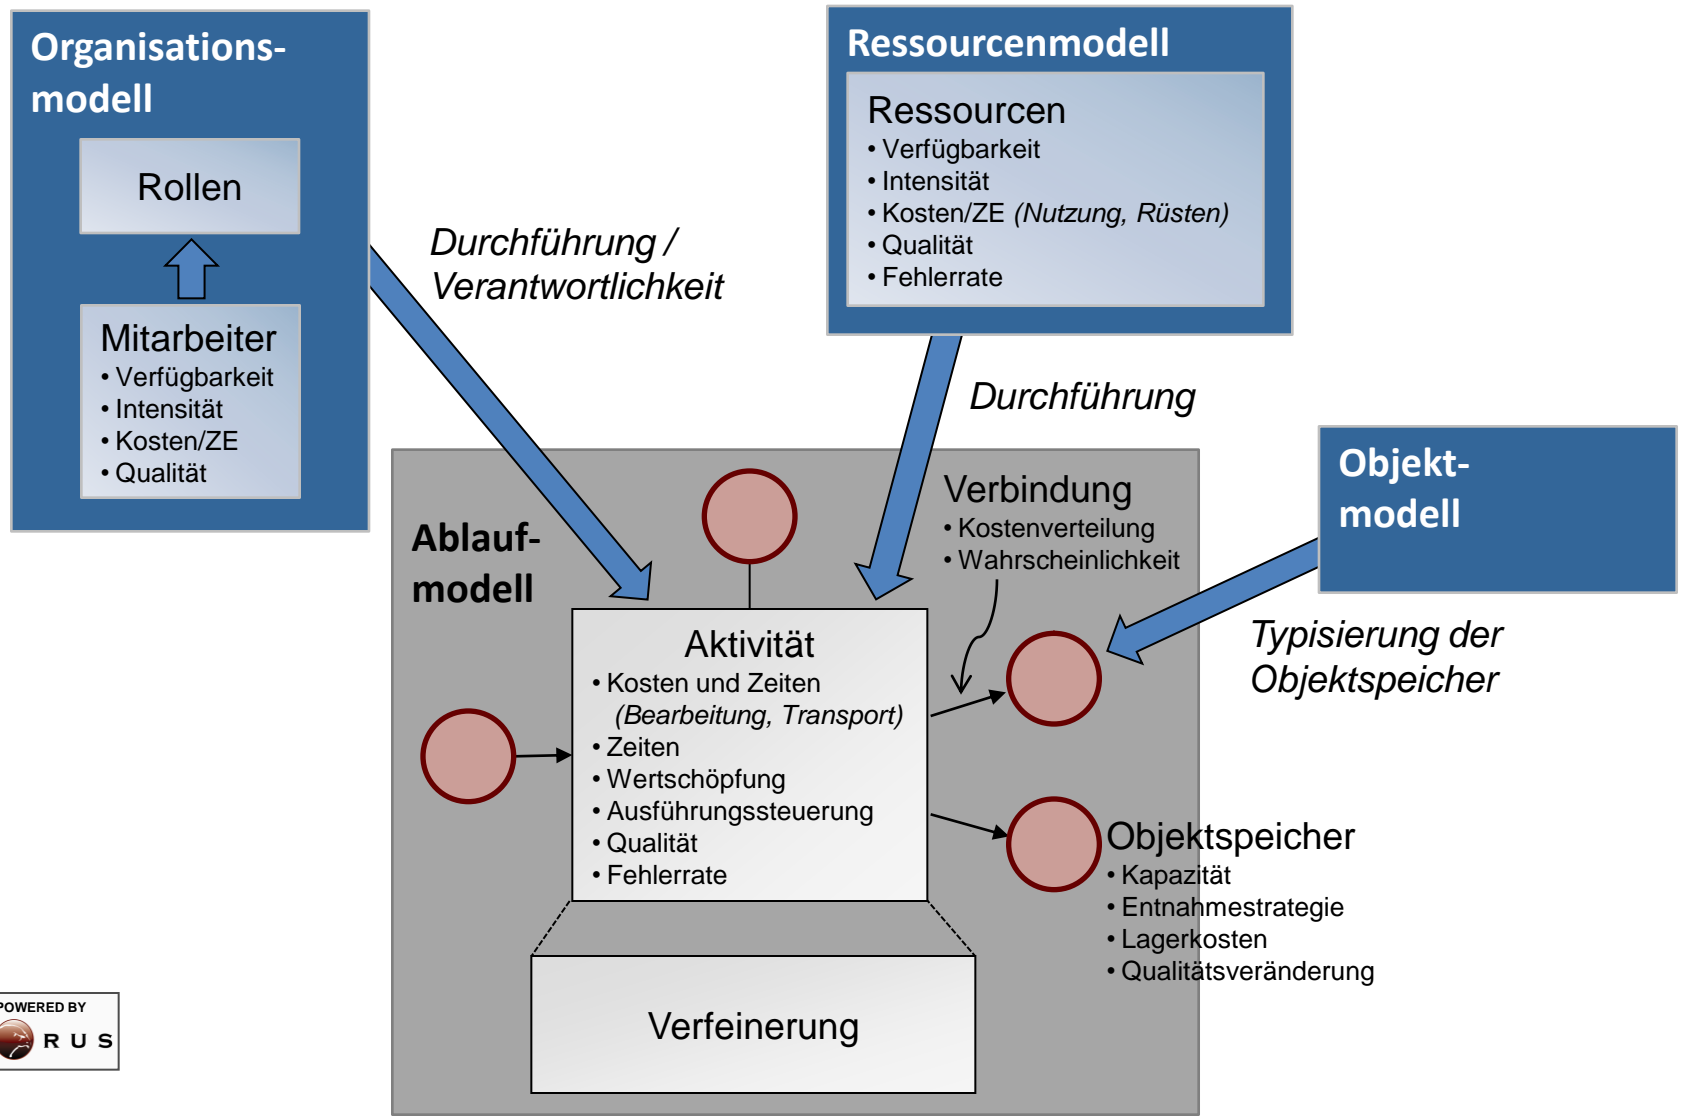 Organisations-
modell
Rollen
Mitarbeiter
• Verfügbarkeit
• Intensität
• Kosten/ZE
• Qualität
Durchführung /
Verantwortlichkeit
Ressourcenmodell
Ressourcen
• Verfügbarkeit
• Intensität
• Kosten/ZE (Nutzung, Rüsten)
• Qualität
• Fehlerrate
Durchführung
Objekt-
modell
Typisierung der
Objektspeicher
Ablauf-
modell
Verbindung
• Kostenverteilung
• Wahrscheinlichkeit
Aktivität
• Kosten und Zeiten
(Bearbeitung, Transport)
• Zeiten
• Wertschöpfung
• Ausführungssteuerung
• Qualität
• Fehlerrate
Objektspeicher
• Kapazität
• Entnahmestrategie
• Lagerkosten
• Qualitätsveränderung
Verfeinerung
POWERED BY
RUS